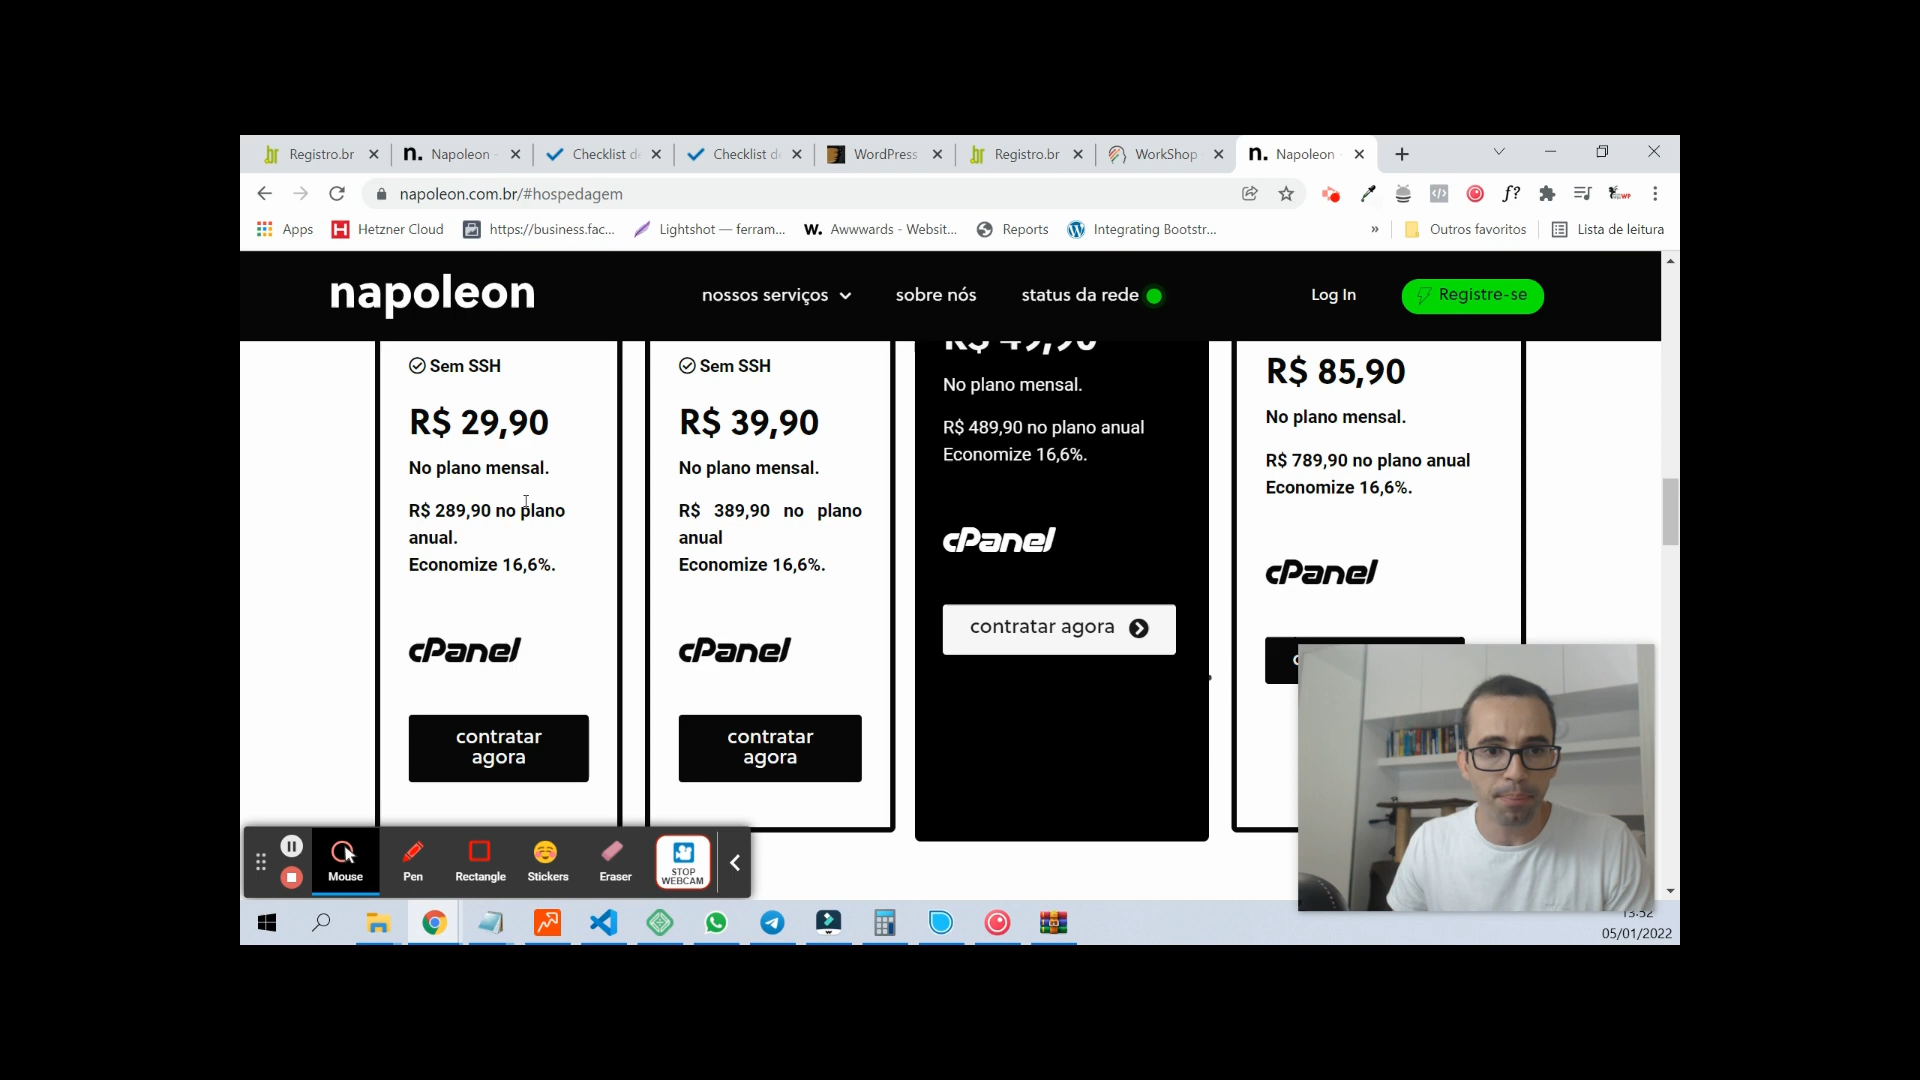 Registro.br
n. Napoleon -
Checklist d
Checklist d
WordPress
Registro.br
WorkShop
n. Napoleon -
napoleon.com.br/#hospedagem
f?
Apps
H Hetzner Cloud
https://business.fac...
Lightshot — ferram...
W. Awwwards - Websit...
Reports
Integrating Bootstr...
»
Outros favoritos
Lista de leitura
napoleon
nossos serviços
sobre nós
status da rede
Log In
Registre-se
Sem SSH
R$ 29,90
No plano mensal.
R$ 289,90 no plano
anual.
Economize 16,6%.
cPanel
contratar
agora
Sem SSH
R$ 39,90
No plano mensal.
R$ 389,90 no plano
anual
Economize 16,6%.
cPanel
contratar
agora
R$ 49,90
No plano mensal.
R$ 489,90 no plano anual
Economize 16,6%.
cPanel
contratar agora
R$ 85,90
No plano mensal.
R$ 789,90 no plano anual
Economize 16,6%.
cPanel
Mouse
Pen
Rectangle
Stickers
Eraser
STOP
WEBCAM
13:52
05/01/2022